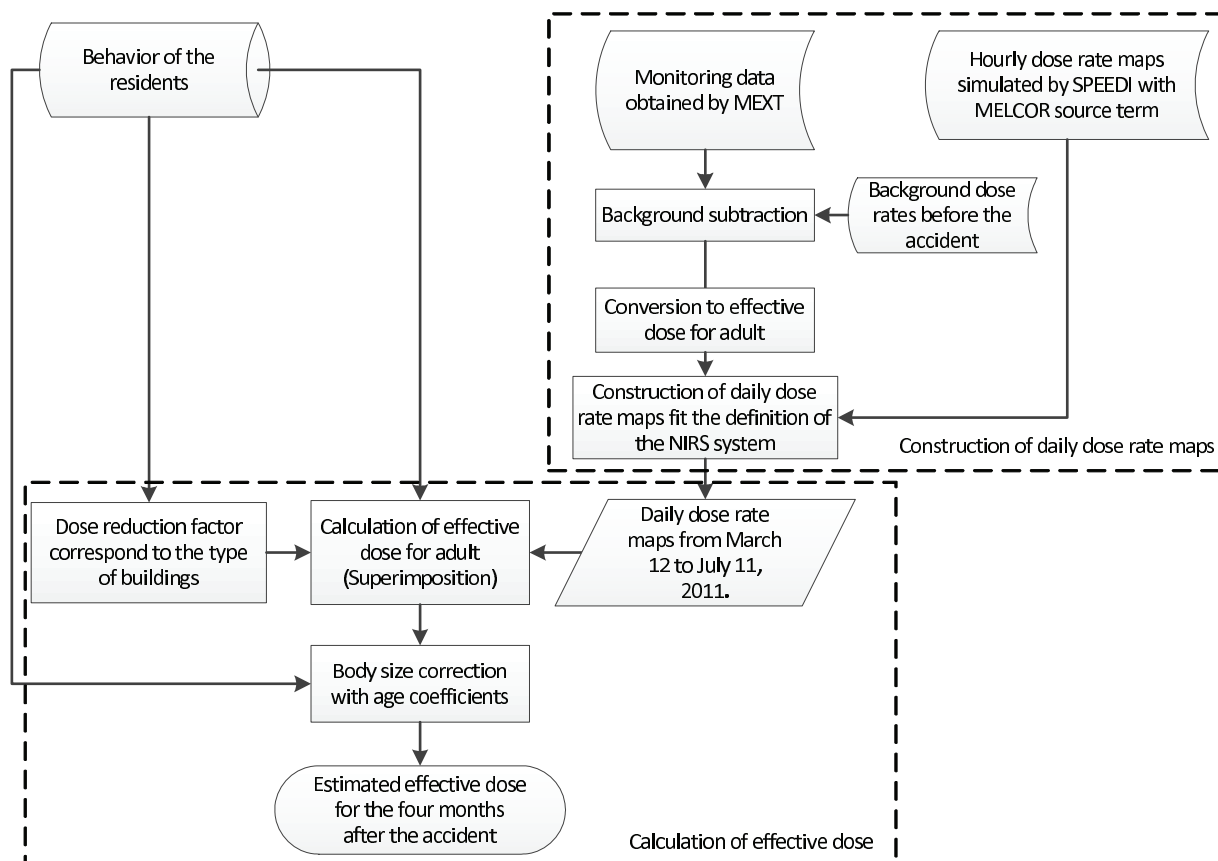 Behavior of the
residents
Monitoring data
obtained by MEXT
Hourly dose rate maps
simulated by SPEEDI with
MELCOR source term
Background subtraction
Background dose
rates before the
accident
Conversion to effective
dose for adult
Construction of daily dose
rate maps fit the definition of
the NIRS system
Construction of daily dose rate maps
Dose reduction factor
correspond to the type
of buildings
Calculation of effective
dose for adult
(Superimposition)
Daily dose rate
maps from March
12 to July 11,
2011.
Body size correction
with age coefficients
Estimated effective dose
for the four months
after the accident
Calculation of effective dose